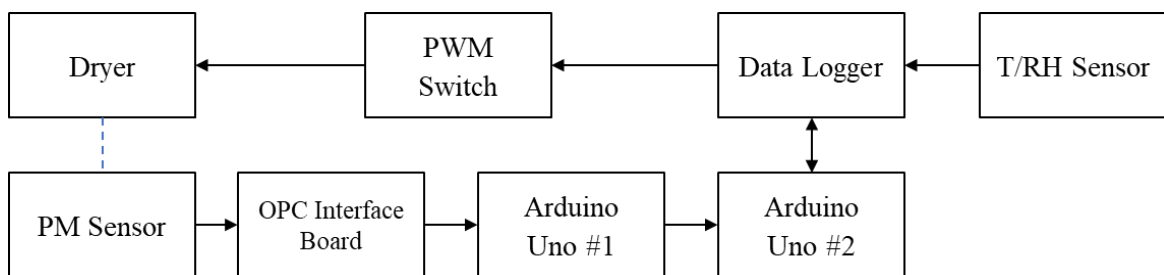 Dryer
PWM
Switch
Data Logger
T/RH Sensor
PM Sensor
OPC Interface
Board
Arduino
Uno #1
Arduino
Uno #2